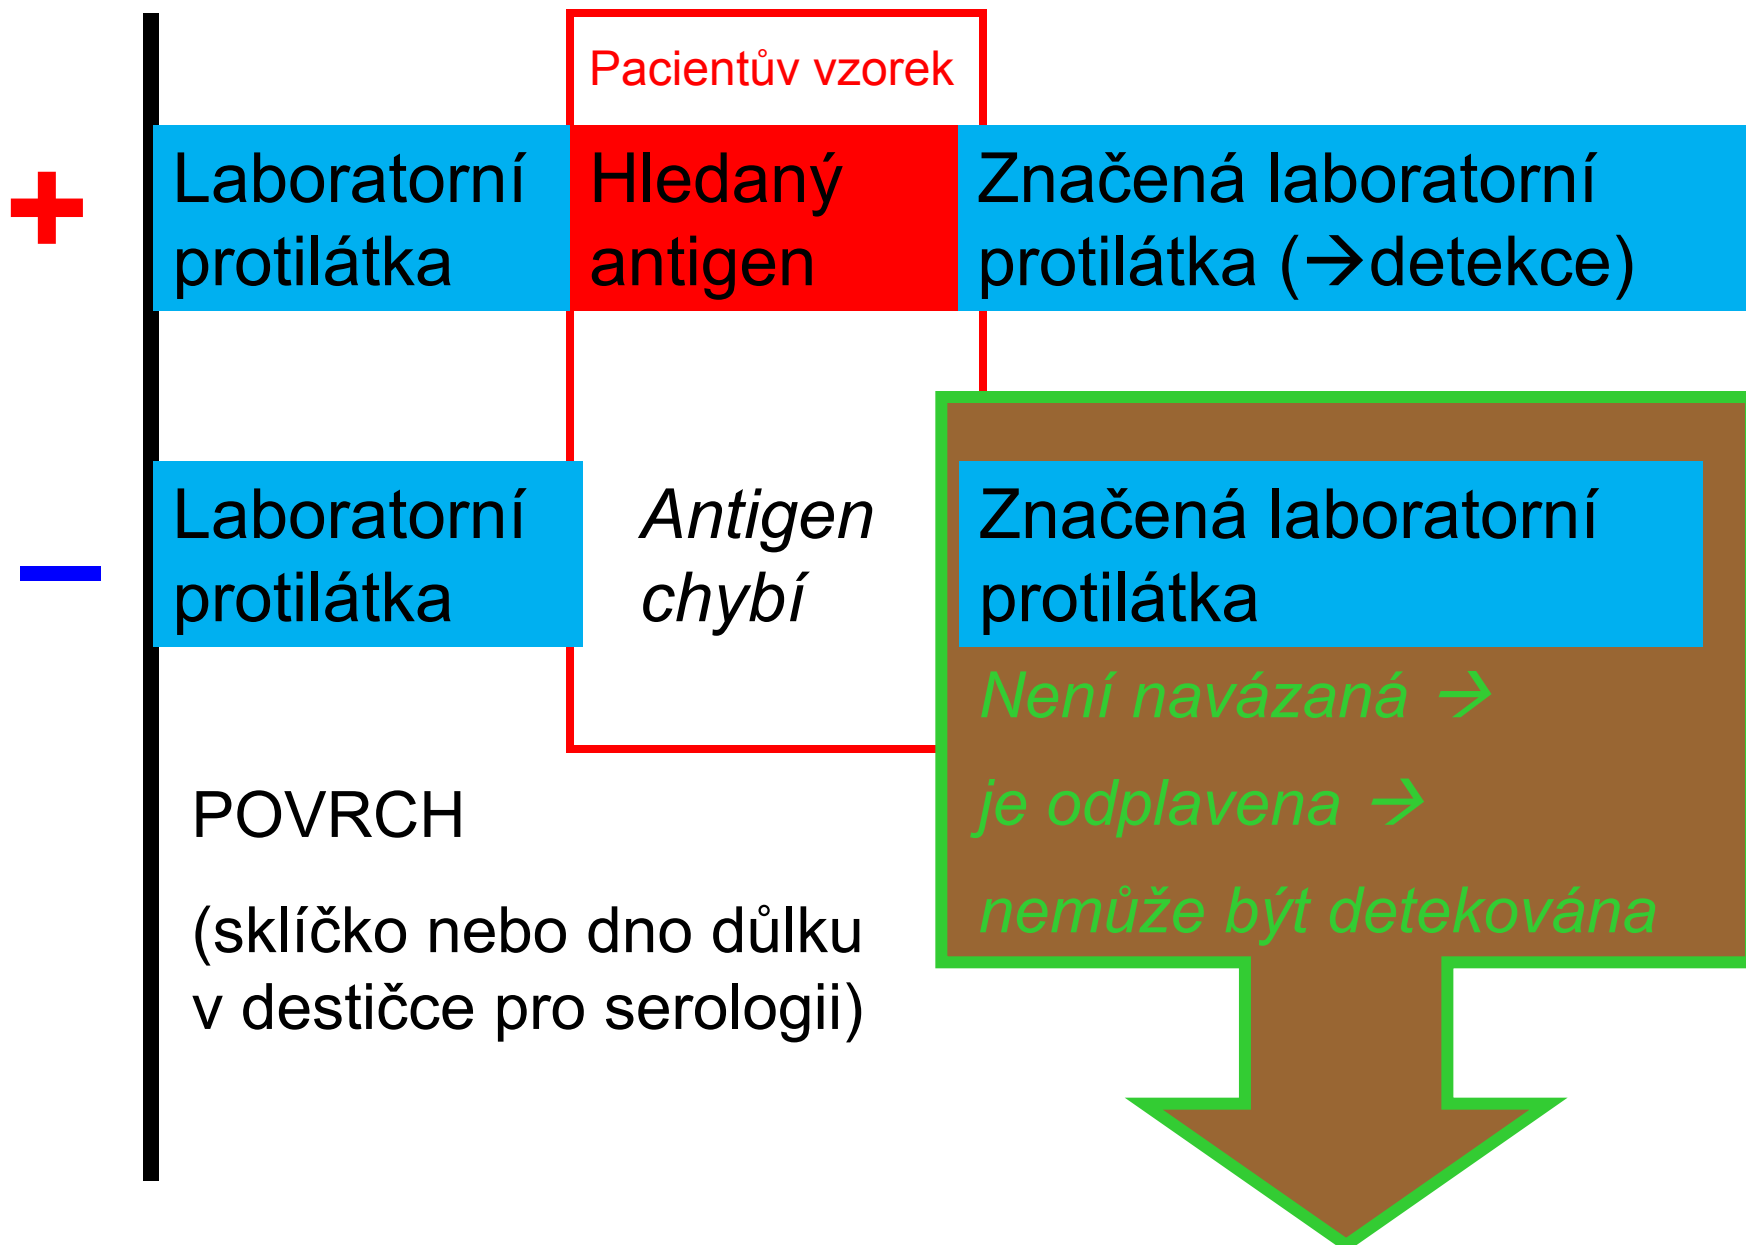 Pacientův vzorek
+
Laboratorní
protilátka
Hledaný
antigen
Značená laboratorní
protilátka (→detekce)
–
Laboratorní
protilátka
Antigen
chybí
Značená laboratorní
protilátka
Není navázaná →
je odplavena →
nemůže být detekována
POVRCH
(sklíčko nebo dno důlku
v destičce pro serologii)